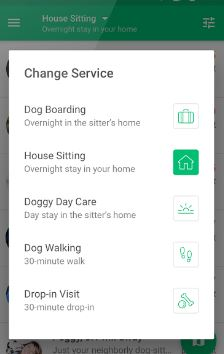 House Sitting
Overnight stay in your home
Change Service
Dog Boarding
Overnight in the sitter's home
House Sitting
Overnight stay in your home
Doggy Day Care
Day stay in the sitter's home
Dog Walking
30-minute walk
Drop-in Visit
30-minute drop-in
Just your neighborly dog-sitt...